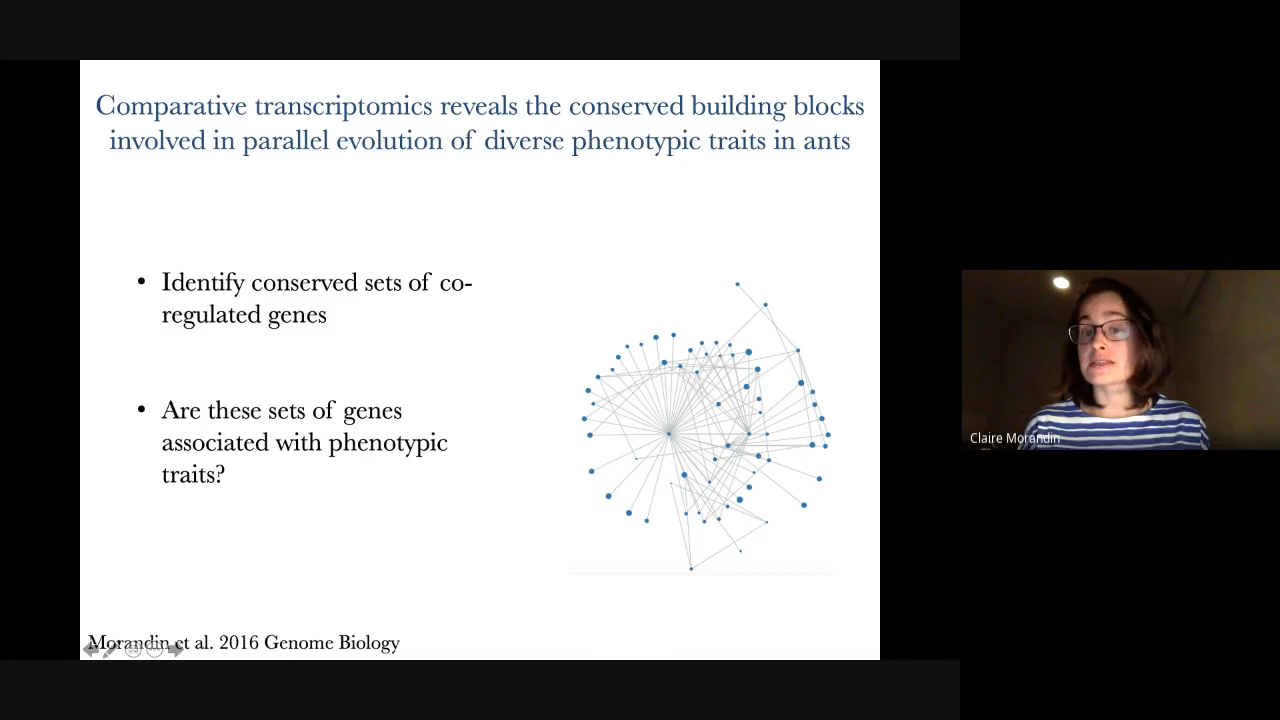 Comparative transcriptomics reveals the conserved building blocks
involved in parallel evolution of diverse phenotypic traits in ants
• Identify conserved sets of co-
regulated genes
• Are these sets of genes
associated with phenotypic
traits?
Morandin et al. 2016 Genome Biology
Claire Morandin